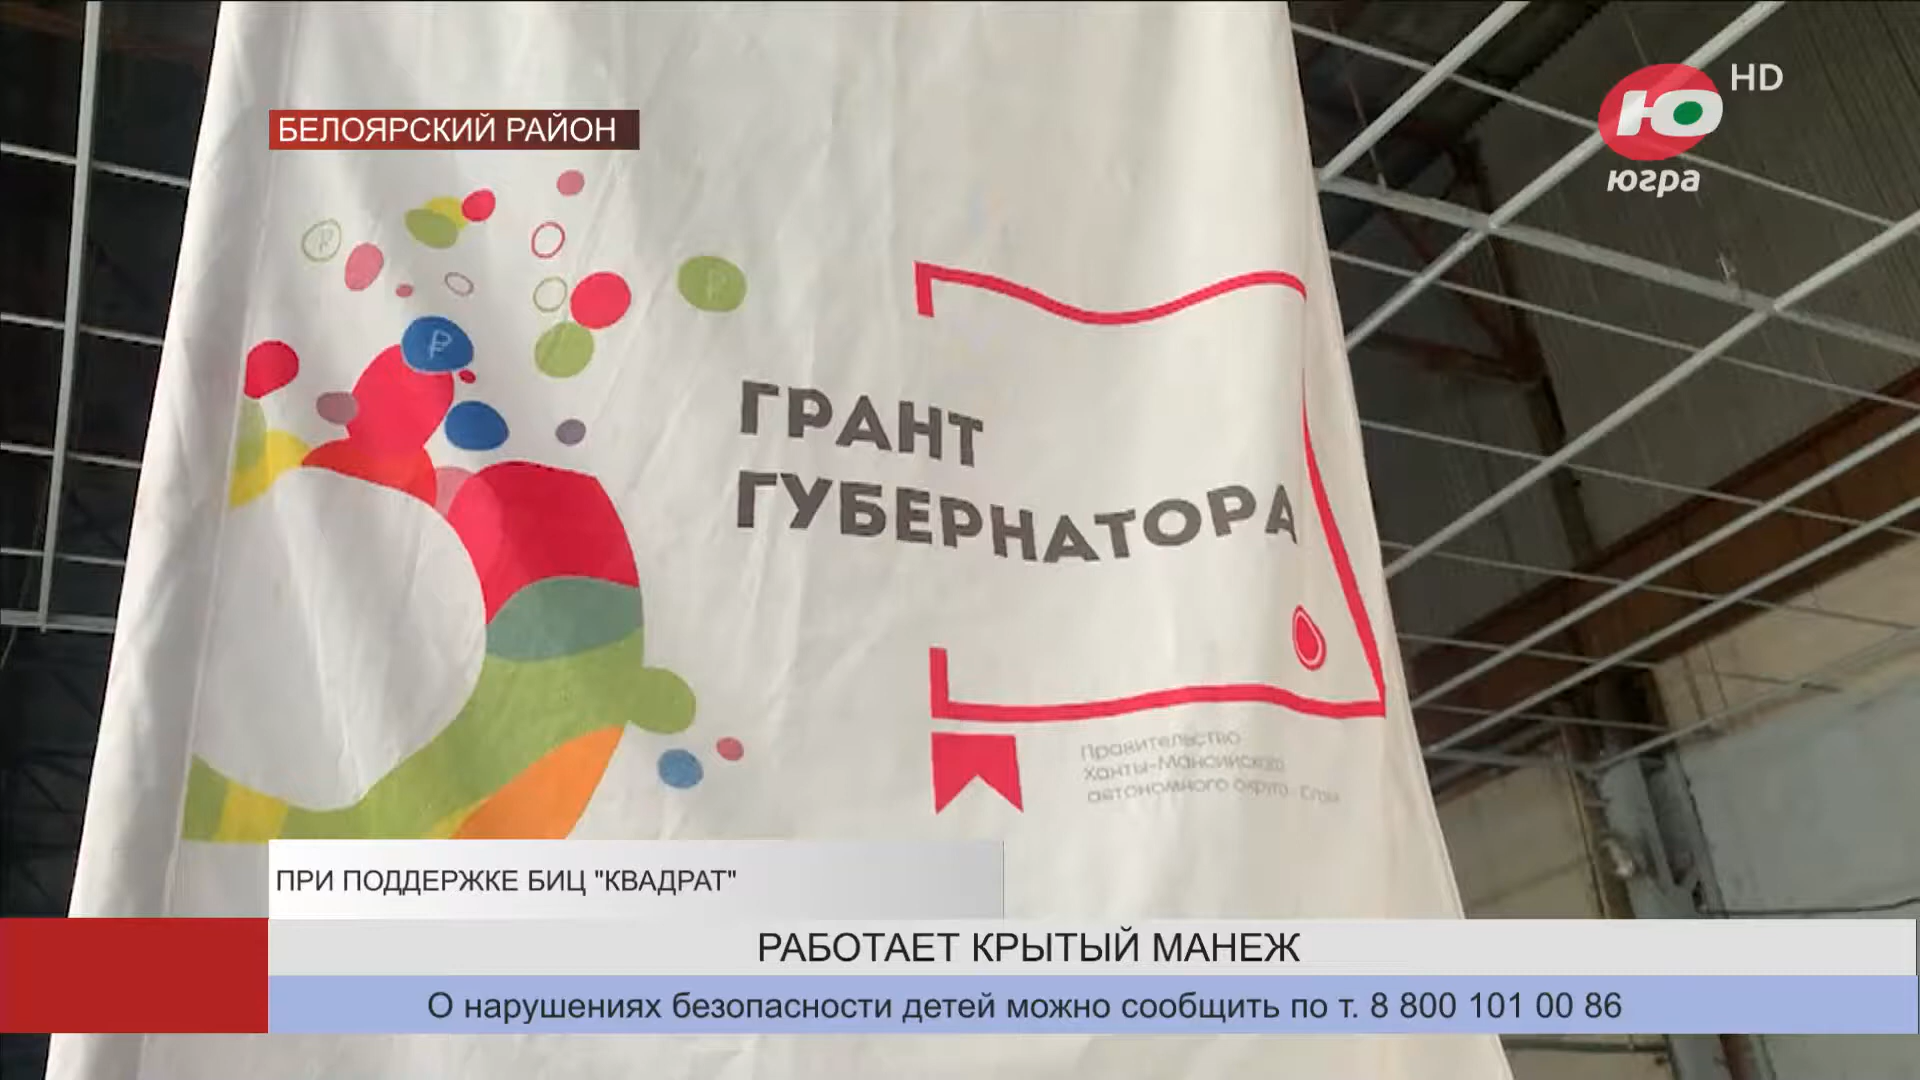 HD
югра
БЕЛОЯРСКИЙ РАЙОН
ГРАНТ
ГУБЕРНАТОРА
Правительство
Ханты-Мансийского
автономного округа
ПРИ ПОДДЕРЖКЕ БИЦ "КВАДРАТ"
РАБОТАЕТ КРЫТЫЙ МАНЕЖ
О нарушениях безопасности детей можно сообщить по т. 8 800 101 00 86